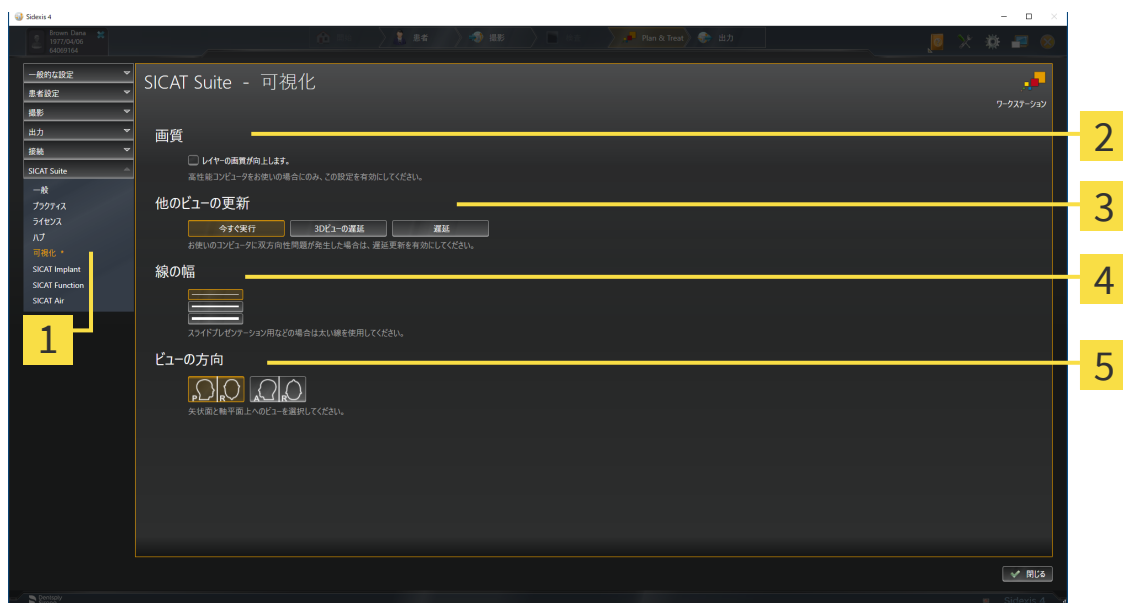 Sidexis 4
Brown Dana
1977/04/06
64009164
患者
撮影
Plan & Treat
出力
一般的な設定
患者設定
撮影
出力
接続
SICAT Suite
一般
プラクティス
ライセンス
ハブ
可視化 *
SICAT Implant
SICAT Function
SICAT Air
SICAT Suite - 可視化
ワークステーション
画質
レイヤーの画質が向上します。
高性能コンピュータをお使いの場合にのみ、この設定を有効にしてください。
他のビューの更新
今すぐ実行
3Dビューの遅延
遅延
お使いのコンピュータに双方向性問題が発生した場合は、遅延更新を有効にしてください。
線の幅
スライドプレゼンテーション用などの場合は太い線を使用してください。
ビューの方向
P R A R
矢状面と軸平面上へのビューを選択してください。
閉じる
Dentsply
Sidexis 4
1
2
3
4
5